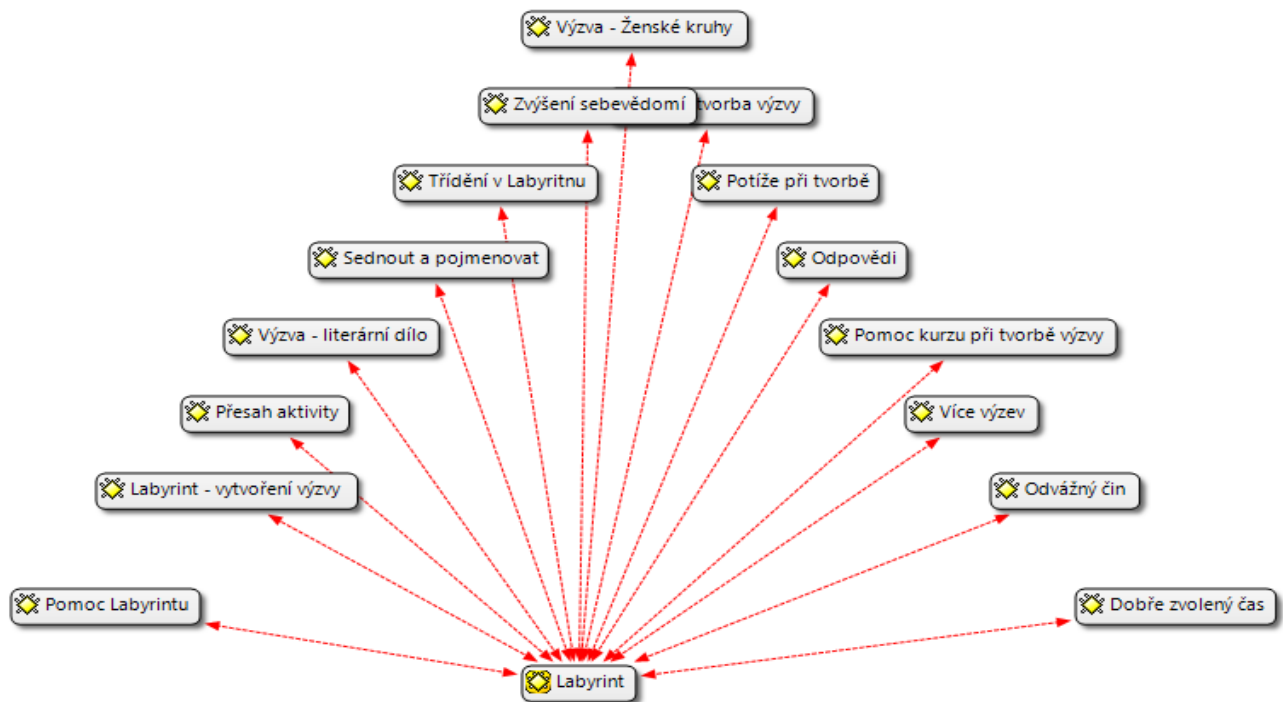 Výzva - Ženské kruhy
Zvýšení sebevědomí
tvorba výzvy
Třídění v Labyritnu
Potíže při tvorbě
Sednout a pojmenovat
Odpovědi
Výzva - literární dílo
Pomoc kurzu při tvorbě výzvy
Přesah aktivity
Více výzev
Labyrint - vytvoření výzvy
Odvážný čin
Pomoc Labyrintu
Dobře zvolený čas
Labyrint